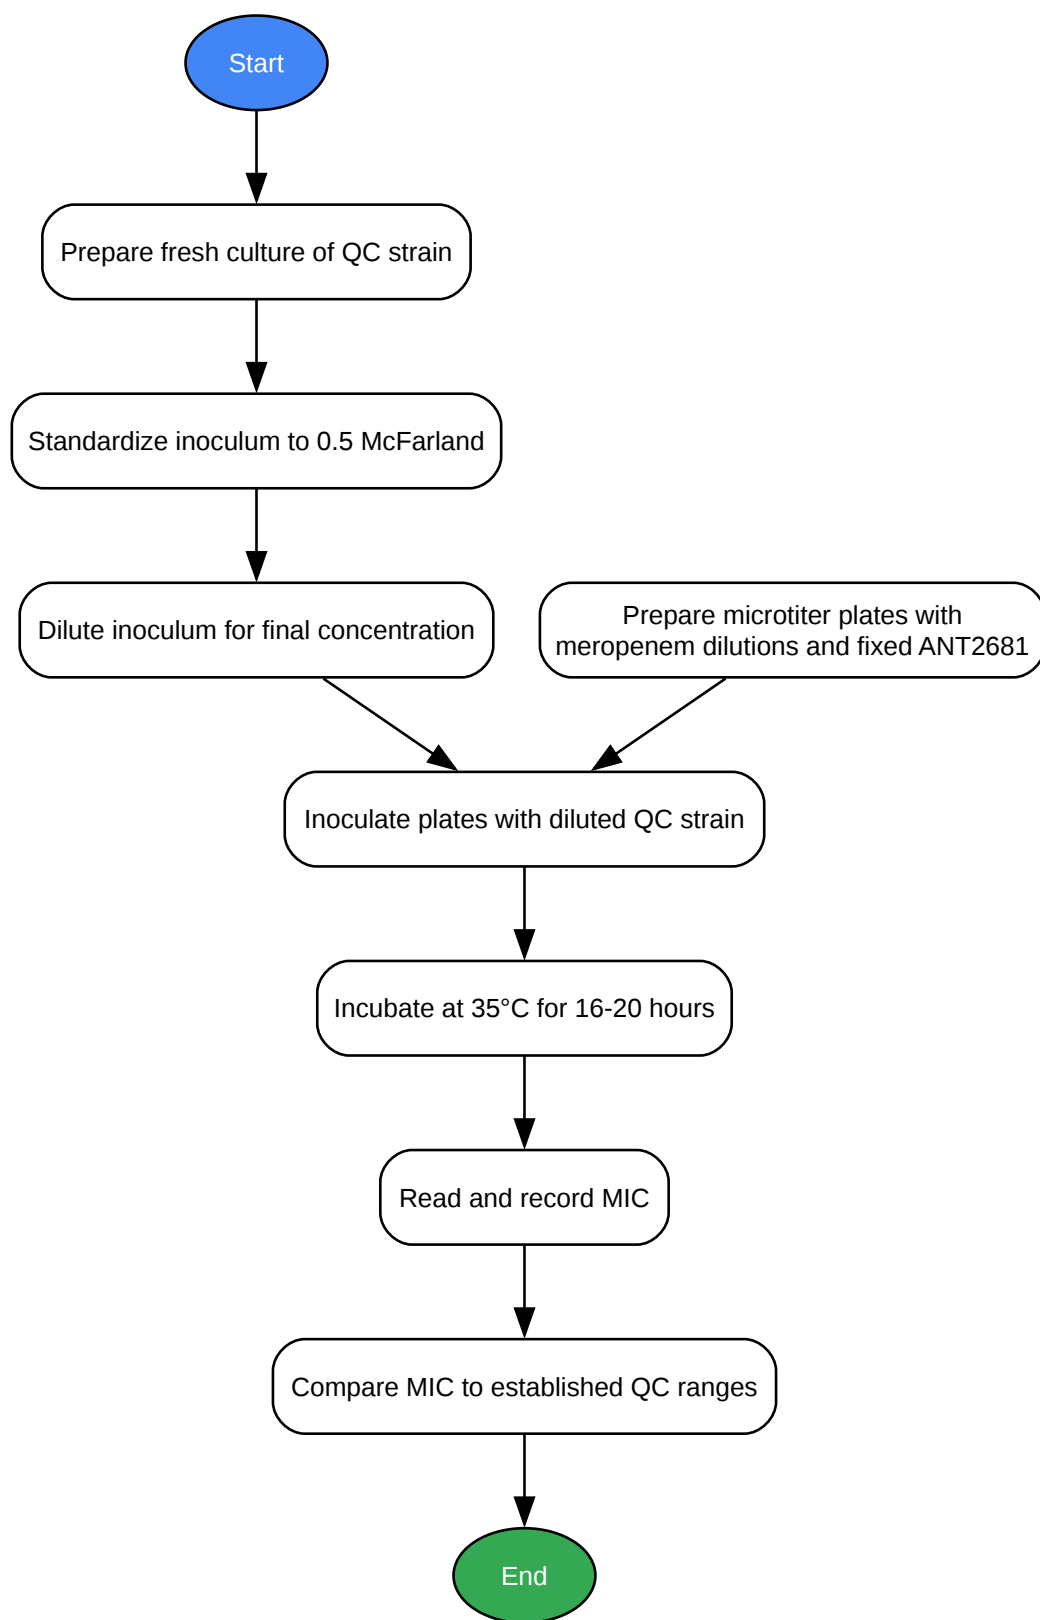 Start
Prepare fresh culture of QC strain
Standardize inoculum to 0.5 McFarland
Dilute inoculum for final concentration
Prepare microtiter plates with
meropenem dilutions and fixed ANT2681
Inoculate plates with diluted QC strain
Incubate at 35°C for 16-20 hours
Read and record MIC
Compare MIC to established QC ranges
End